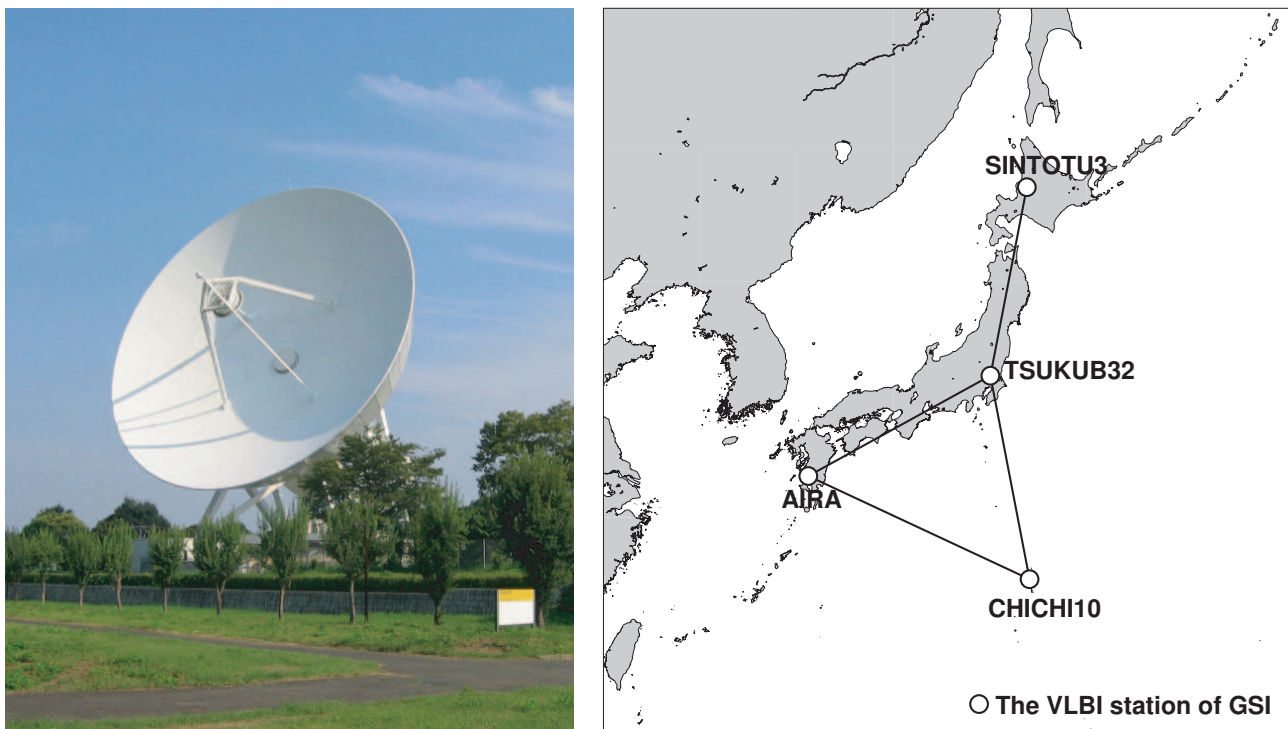 SINTOTU3
TSUKUB32
AIRA
CHICHI10
The VLBI station of GSI